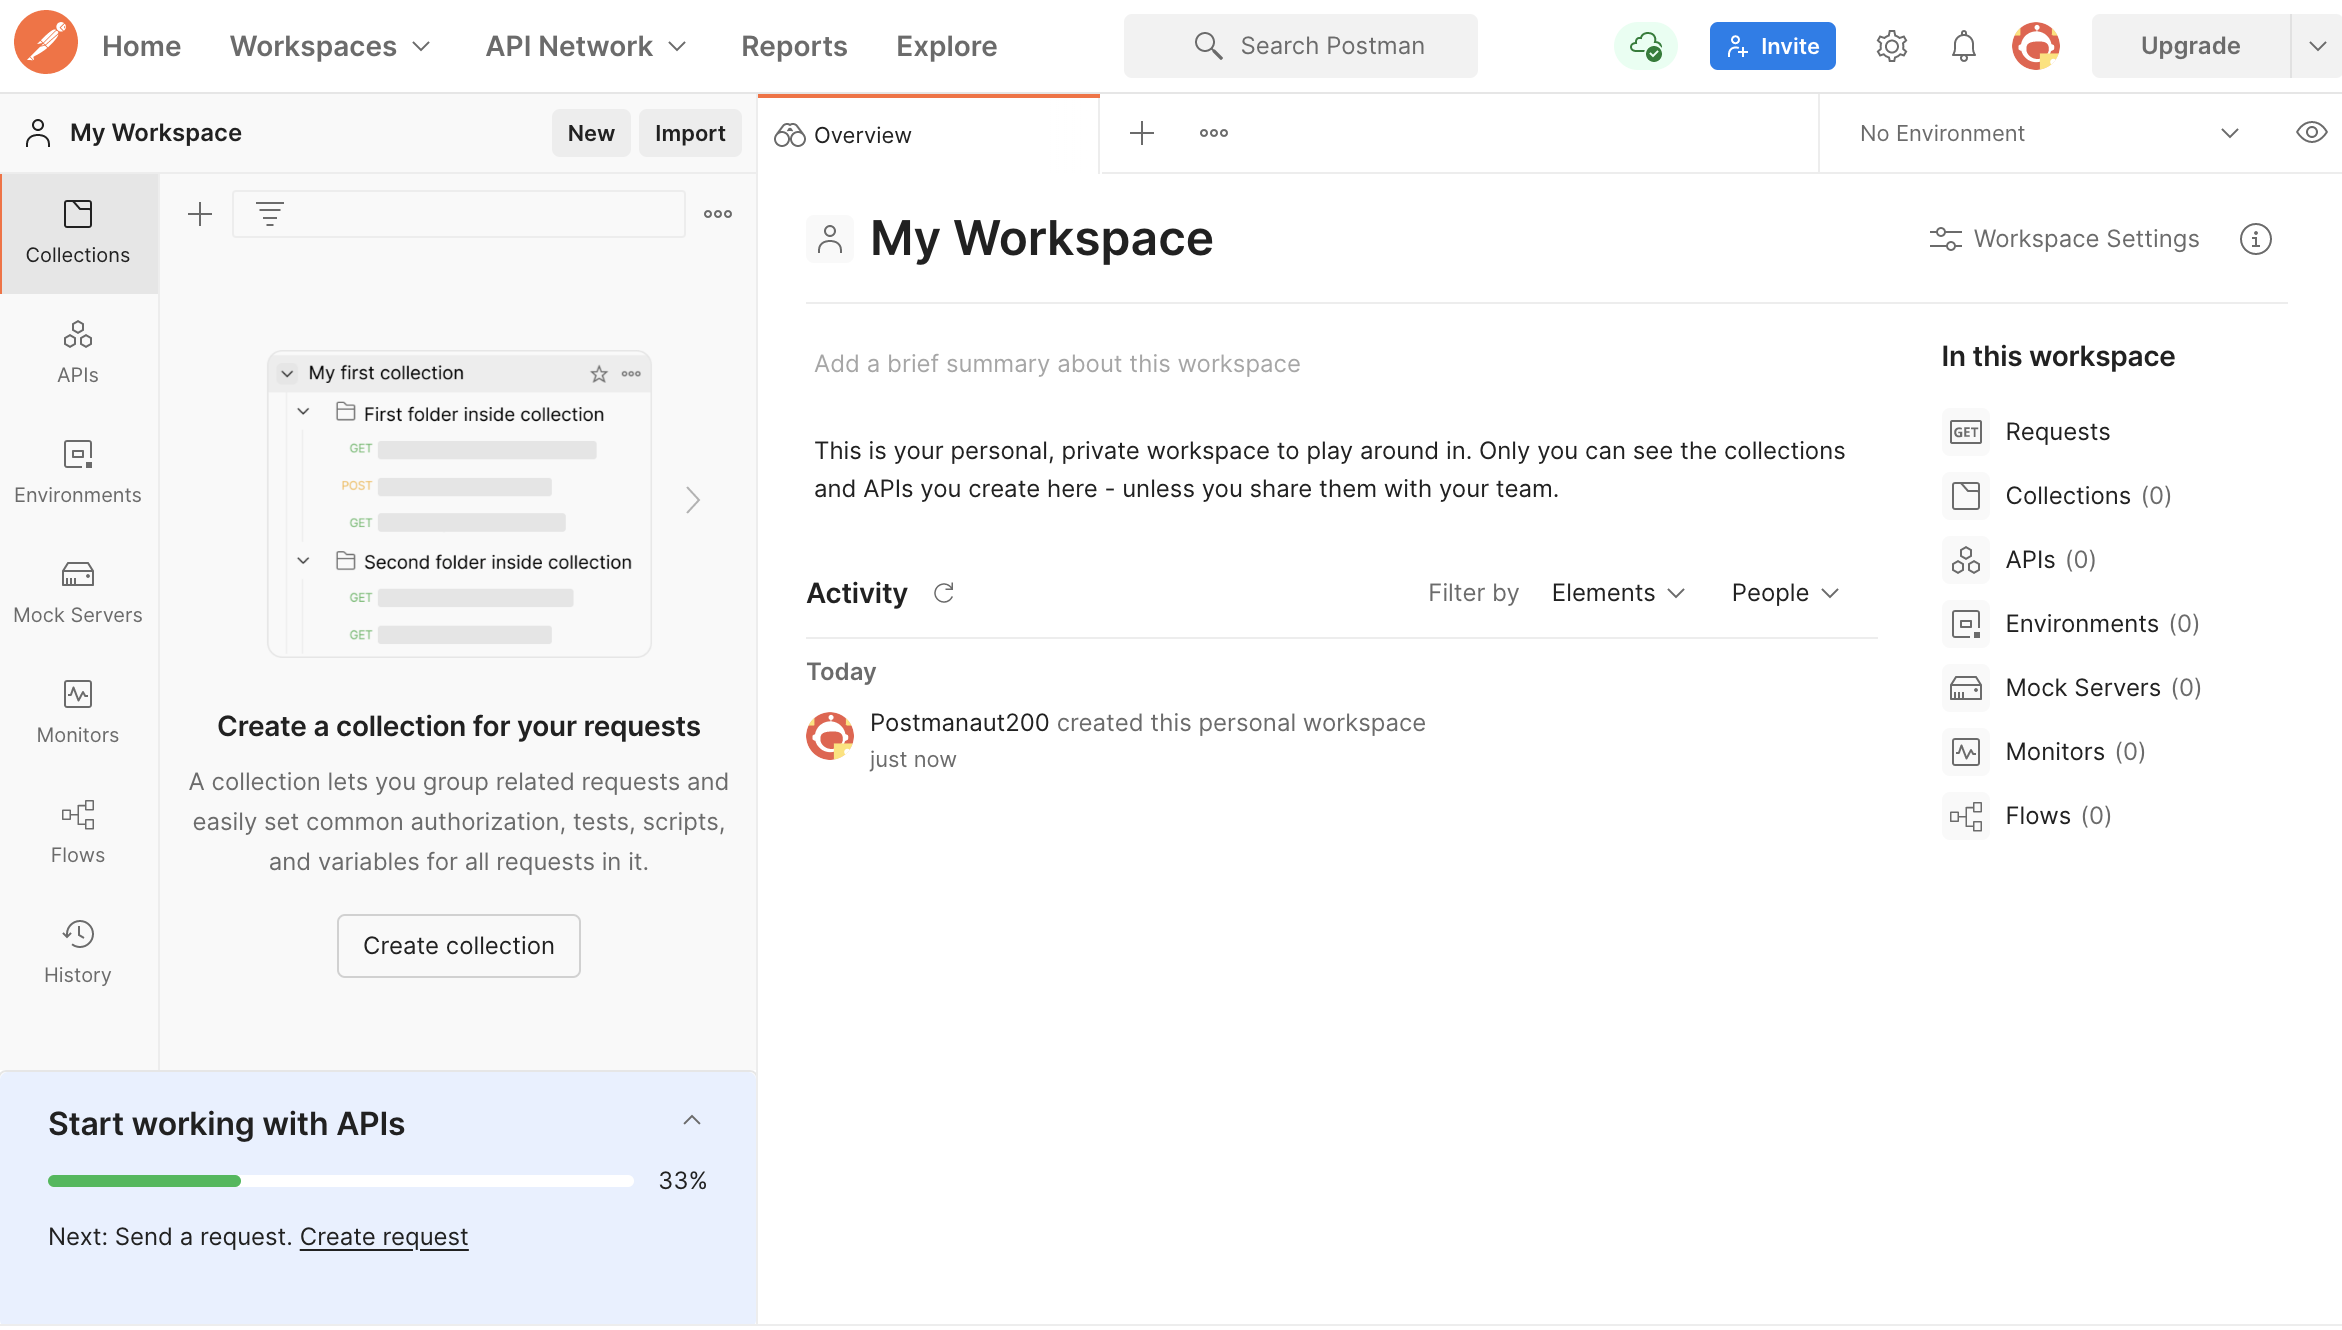 Home Workspaces API Network Reports Explore Search Postman Invite Upgrade
My Workspace New Import
Overview No Environment
Collections
APIs
Environments
Mock Servers
Monitors
Flows
History
My first collection
First folder inside collection
GET
POST
GET
Second folder inside collection
GET
GET
Create a collection for your requests
A collection lets you group related requests and
easily set common authorization, tests, scripts,
and variables for all requests in it.
Create collection
Start working with APIs
33%
Next: Send a request. Create request
My Workspace
Workspace Settings
Add a brief summary about this workspace
This is your personal, private workspace to play around in. Only you can see the collections
and APIs you create here - unless you share them with your team.
Activity Filter by Elements People
Today
Postmanaut200 created this personal workspace
just now
In this workspace
GET Requests
Collections (0)
APIs (0)
Environments (0)
Mock Servers (0)
Monitors (0)
Flows (0)